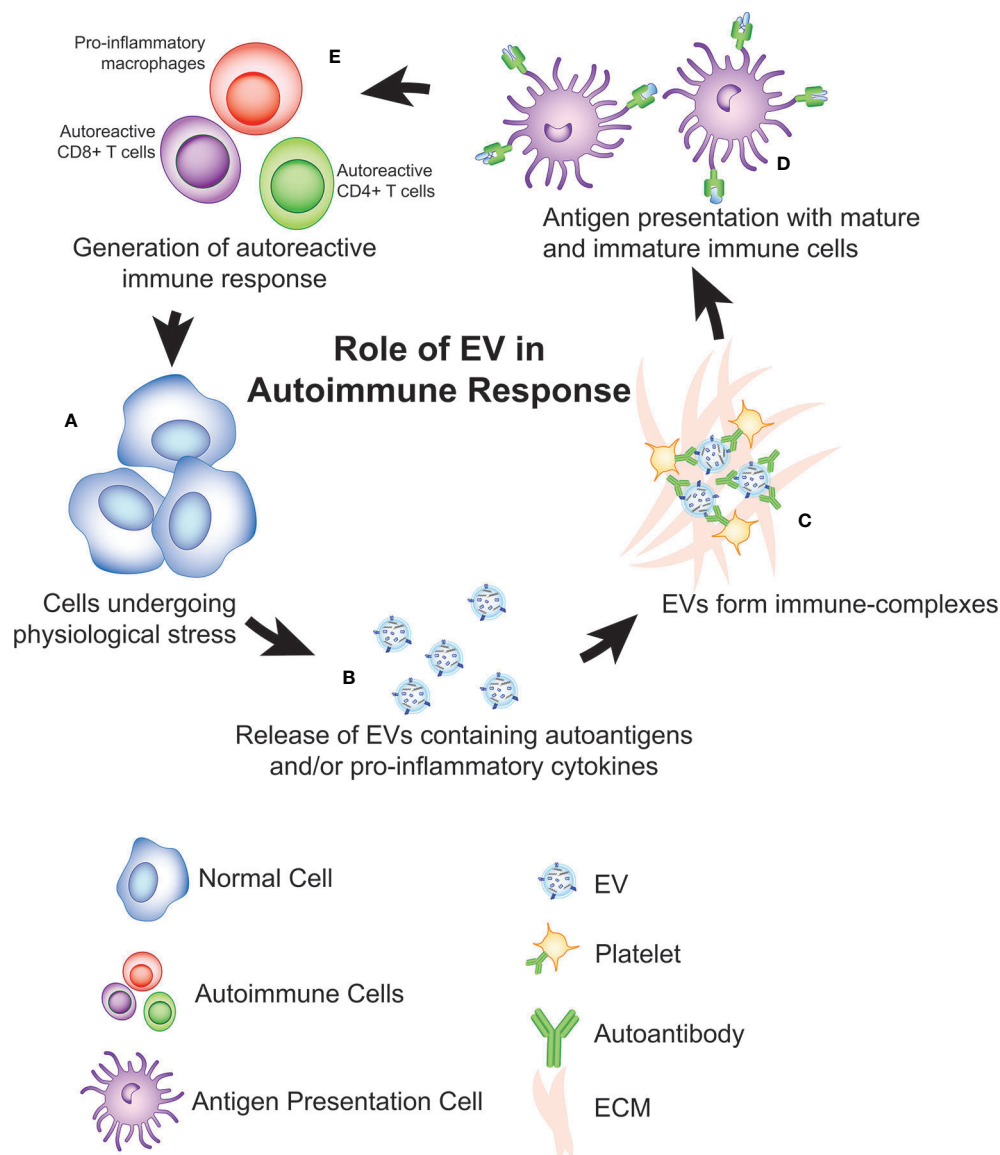 Pro-inflammatory
macrophages
E
Autoreactive
CD8+ T cells
Autoreactive
CD4+ T cells
Generation of autoreactive
immune response
D
Antigen presentation with mature
and immature immune cells
Role of EV in
Autoimmune Response
A
Cells undergoing
physiological stress
B
Release of EVs containing autoantigens
and/or pro-inflammatory cytokines
C
EVs form immune-complexes
Normal Cell
Autoimmune Cells
Antigen Presentation Cell
EV
Platelet
Autoantibody
ECM